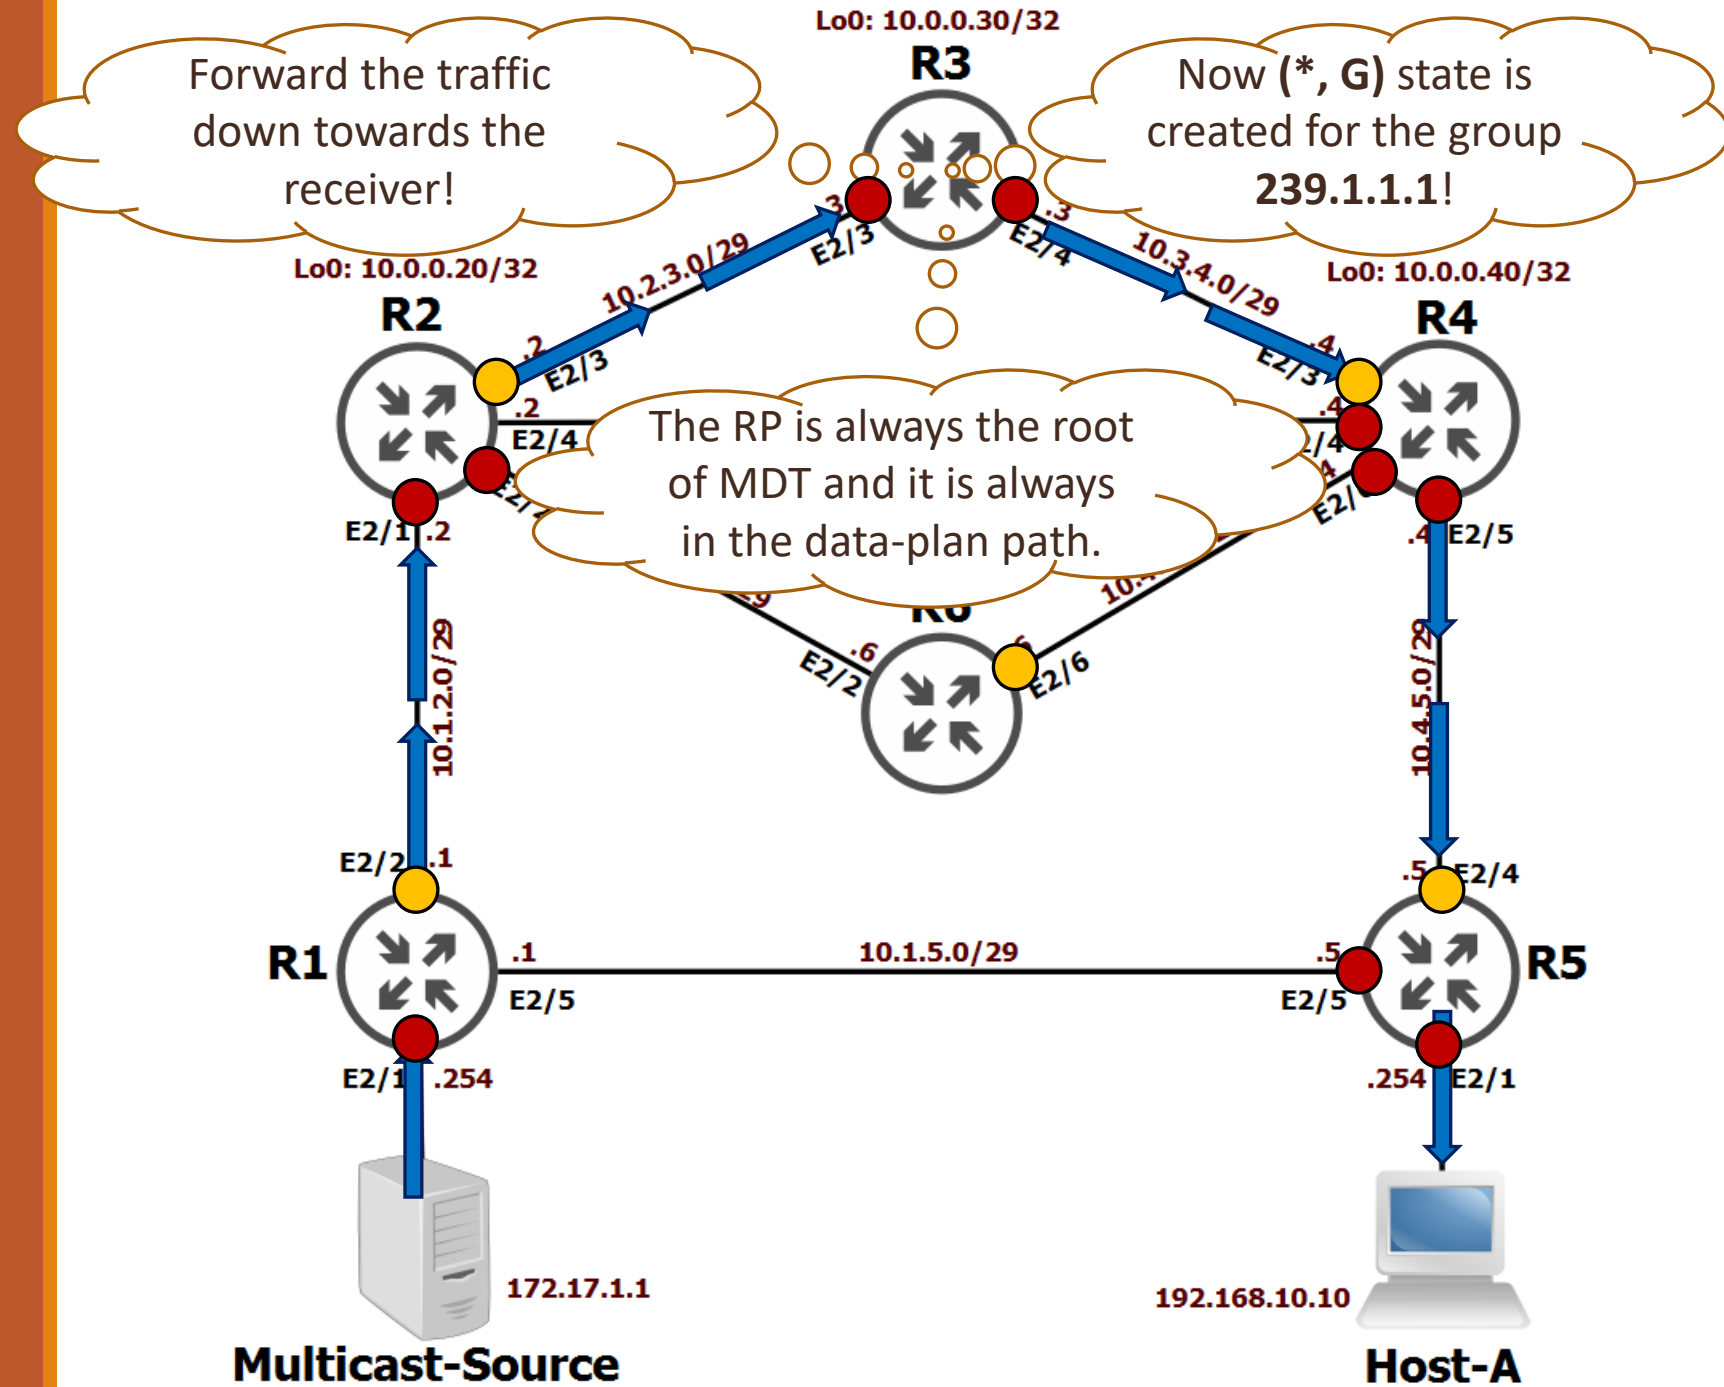 Lo0: 10.0.0.30/32
R3
Forward the traffic
down towards the
receiver!
Now (*, G) state is
created for the group
239.1.1.1!
.3
E2/3
.3
E2/4
10.2.3.0/29
10.3.4.0/29
Lo0: 10.0.0.20/32
R2
Lo0: 10.0.0.40/32
R4
.2
E2/3
.4
E2/3
.2
E2/4
.4
The RP is always the root
of MDT and it is always
in the data-plan path.
E2/1
.2
.4
E2/5
R6
.6
E2/2
E2/6
10.1.2.0/29
10.4.5.0/29
E2/2
.1
.5
E2/4
R1
.1
10.1.5.0/29
.5
R5
E2/5
E2/5
E2/1
.254
.254
E2/1
172.17.1.1
192.168.10.10
Multicast-Source
Host-A